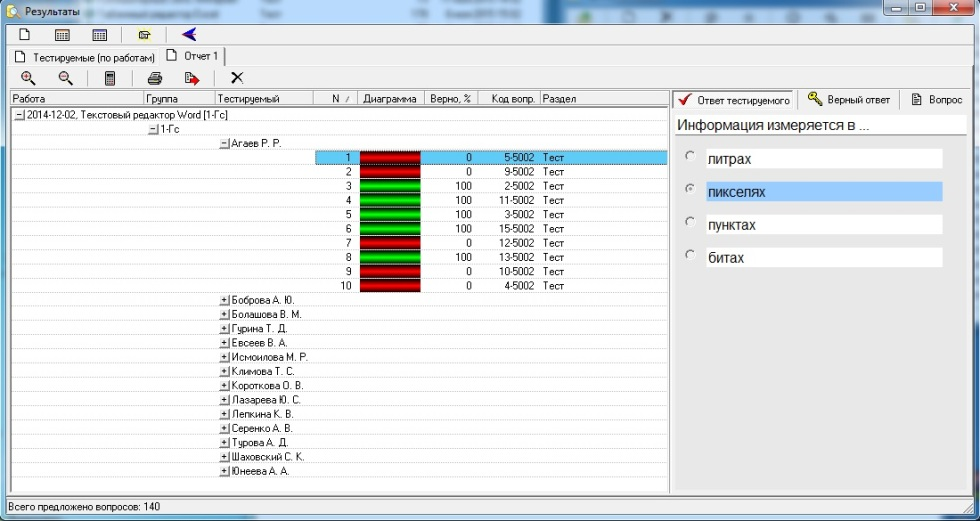 Результаты
Тестируемые (по работам) Отчет 1
Работа Группа Тестируемый N / Диаграмма Верно, % Код вопр. Раздел
2014-12-02, Текстовый редактор Word [1-Гс]
1-Гс
Агаев Р. Р.
1 0 5-5002 Тест
2 0 9-5002 Тест
3 100 2-5002 Тест
4 100 11-5002 Тест
5 100 3-5002 Тест
6 100 15-5002 Тест
7 0 12-5002 Тест
8 100 13-5002 Тест
9 0 10-5002 Тест
10 0 4-5002 Тест
Боброва А. Ю.
Болашова В. М.
Гурина Т. Д.
Евсеев В. А.
Исмоилова М. Р.
Климова Т. С.
Короткова О. В.
Лазарева Ю. С.
Лепкина К. В.
Серенко А. В.
Турова А. Д.
Шаховский С. К.
Юнеева А. А.
Ответ тестируемого Верный ответ Вопрос
Информация измеряется в ...
литрах
пикселях
пунктах
битах
Всего предложено вопросов: 140